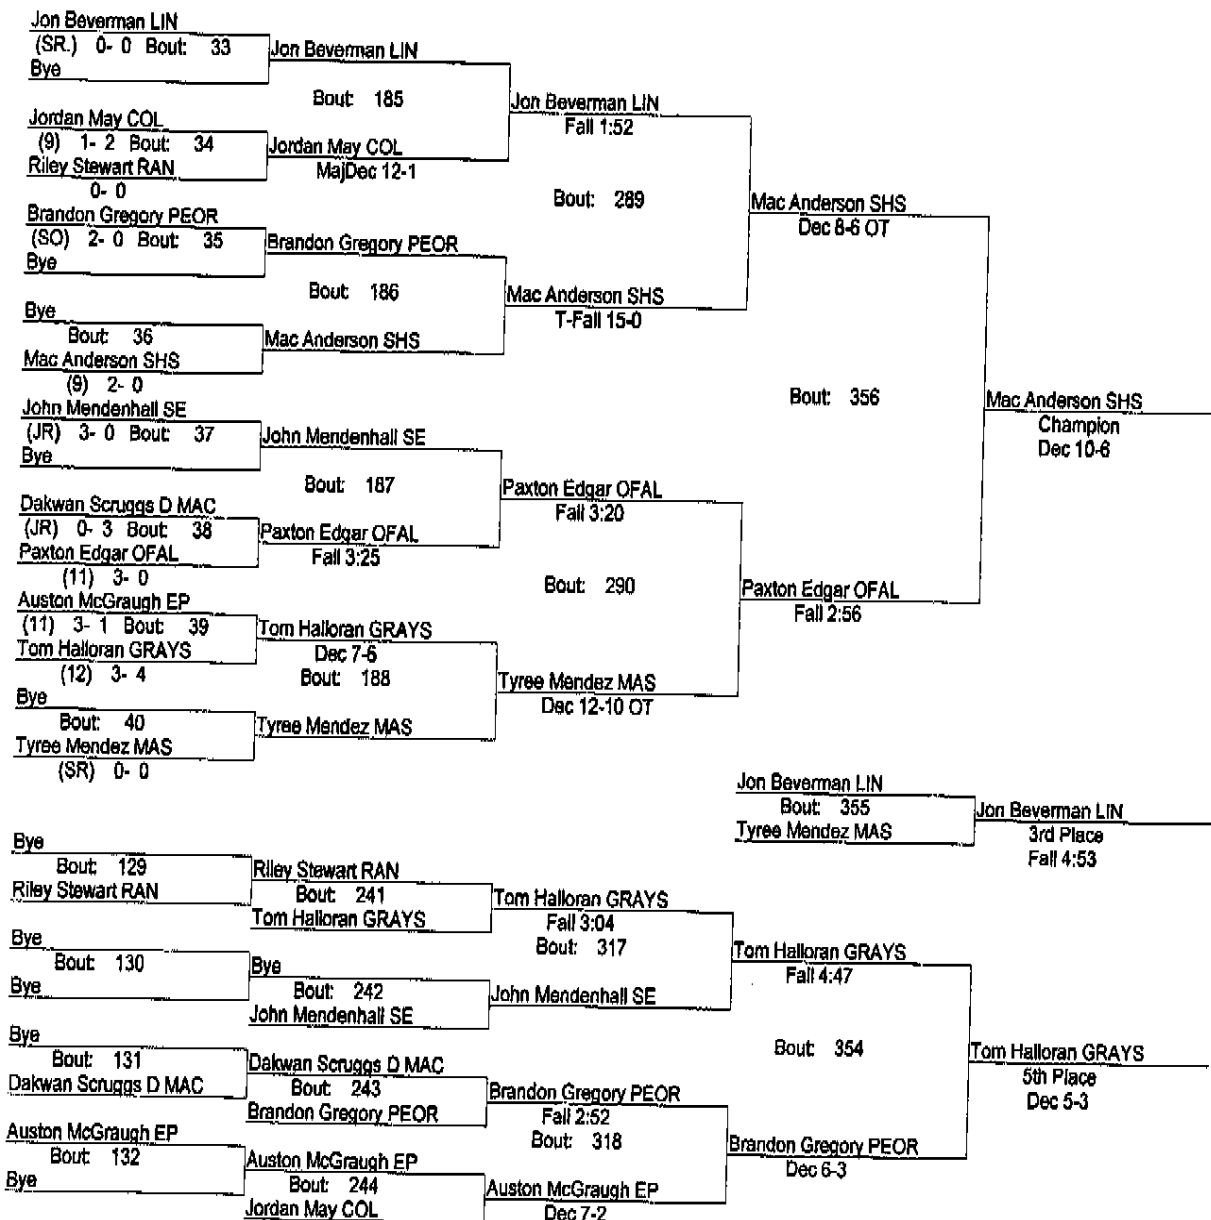 Jon Beverman LIN
(SR.) 0- 0 Bout: 33
Bye
Jon Beverman LIN
Bout: 185
Jordan May COL
(9) 1- 2 Bout: 34
Riley Stewart RAN
0- 0
Jordan May COL
MajDec 12-1
Jon Beverman LIN
Fall 1:52
Bout: 289
Brandon Gregory PEOR
(SO) 2- 0 Bout: 35
Bye
Brandon Gregory PEOR
Bout: 186
Bye
Bout: 36
Mac Anderson SHS
(9) 2- 0
Mac Anderson SHS
Mac Anderson SHS
T-Fall 15-0
Mac Anderson SHS
Dec 8-6 OT
Bout: 356
Mac Anderson SHS
Champion
Dec 10-6
John Mendenhall SE
(JR) 3- 0 Bout: 37
Bye
John Mendenhall SE
Bout: 187
Dakwan Scruggs D MAC
(JR) 0- 3 Bout: 38
Paxton Edgar OFAL
(11) 3- 0
Paxton Edgar OFAL
Fall 3:25
Paxton Edgar OFAL
Fall 3:20
Bout: 290
Auston McGraugh EP
(11) 3- 1 Bout: 39
Tom Halloran GRAYS
(12) 3- 4
Tom Halloran GRAYS
Dec 7-6
Bout: 188
Bye
Bout: 40
Tyree Mendez MAS
(SR) 0- 0
Tyree Mendez MAS
Tyree Mendez MAS
Dec 12-10 OT
Paxton Edgar OFAL
Fall 2:56
Jon Beverman LIN
Bout: 355
Tyree Mendez MAS
Jon Beverman LIN
3rd Place
Fall 4:53
Bye
Bout: 129
Riley Stewart RAN
Riley Stewart RAN
Bout: 241
Tom Halloran GRAYS
Tom Halloran GRAYS
Fall 3:04
Bout: 317
Bye
Bout: 130
Bye
Bye
Bout: 242
John Mendenhall SE
John Mendenhall SE
Tom Halloran GRAYS
Fall 4:47
Bout: 354
Tom Halloran GRAYS
5th Place
Dec 5-3
Bye
Bout: 131
Dakwan Scruggs D MAC
Dakwan Scruggs D MAC
Bout: 243
Brandon Gregory PEOR
Brandon Gregory PEOR
Fall 2:52
Bout: 318
Auston McGraugh EP
Bout: 132
Bye
Auston McGraugh EP
Bout: 244
Jordan May COL
Auston McGraugh EP
Dec 7-2
Brandon Gregory PEOR
Dec 6-3